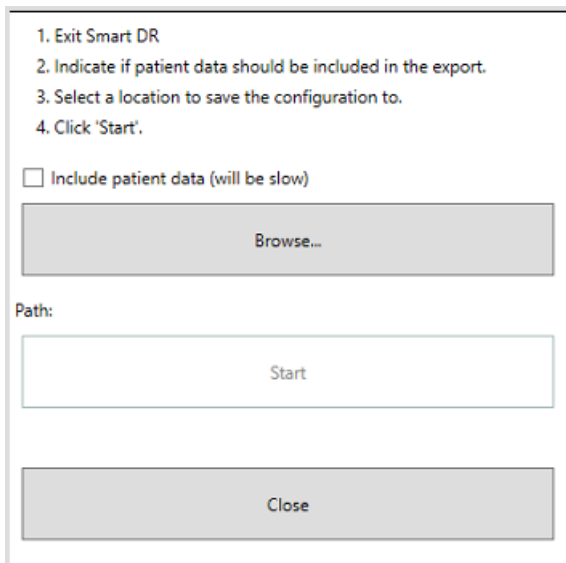 1. Exit Smart DR
2. Indicate if patient data should be included in the export.
3. Select a location to save the configuration to.
4. Click 'Start'.
Include patient data (will be slow)
Browse...
Path:
Start
Close